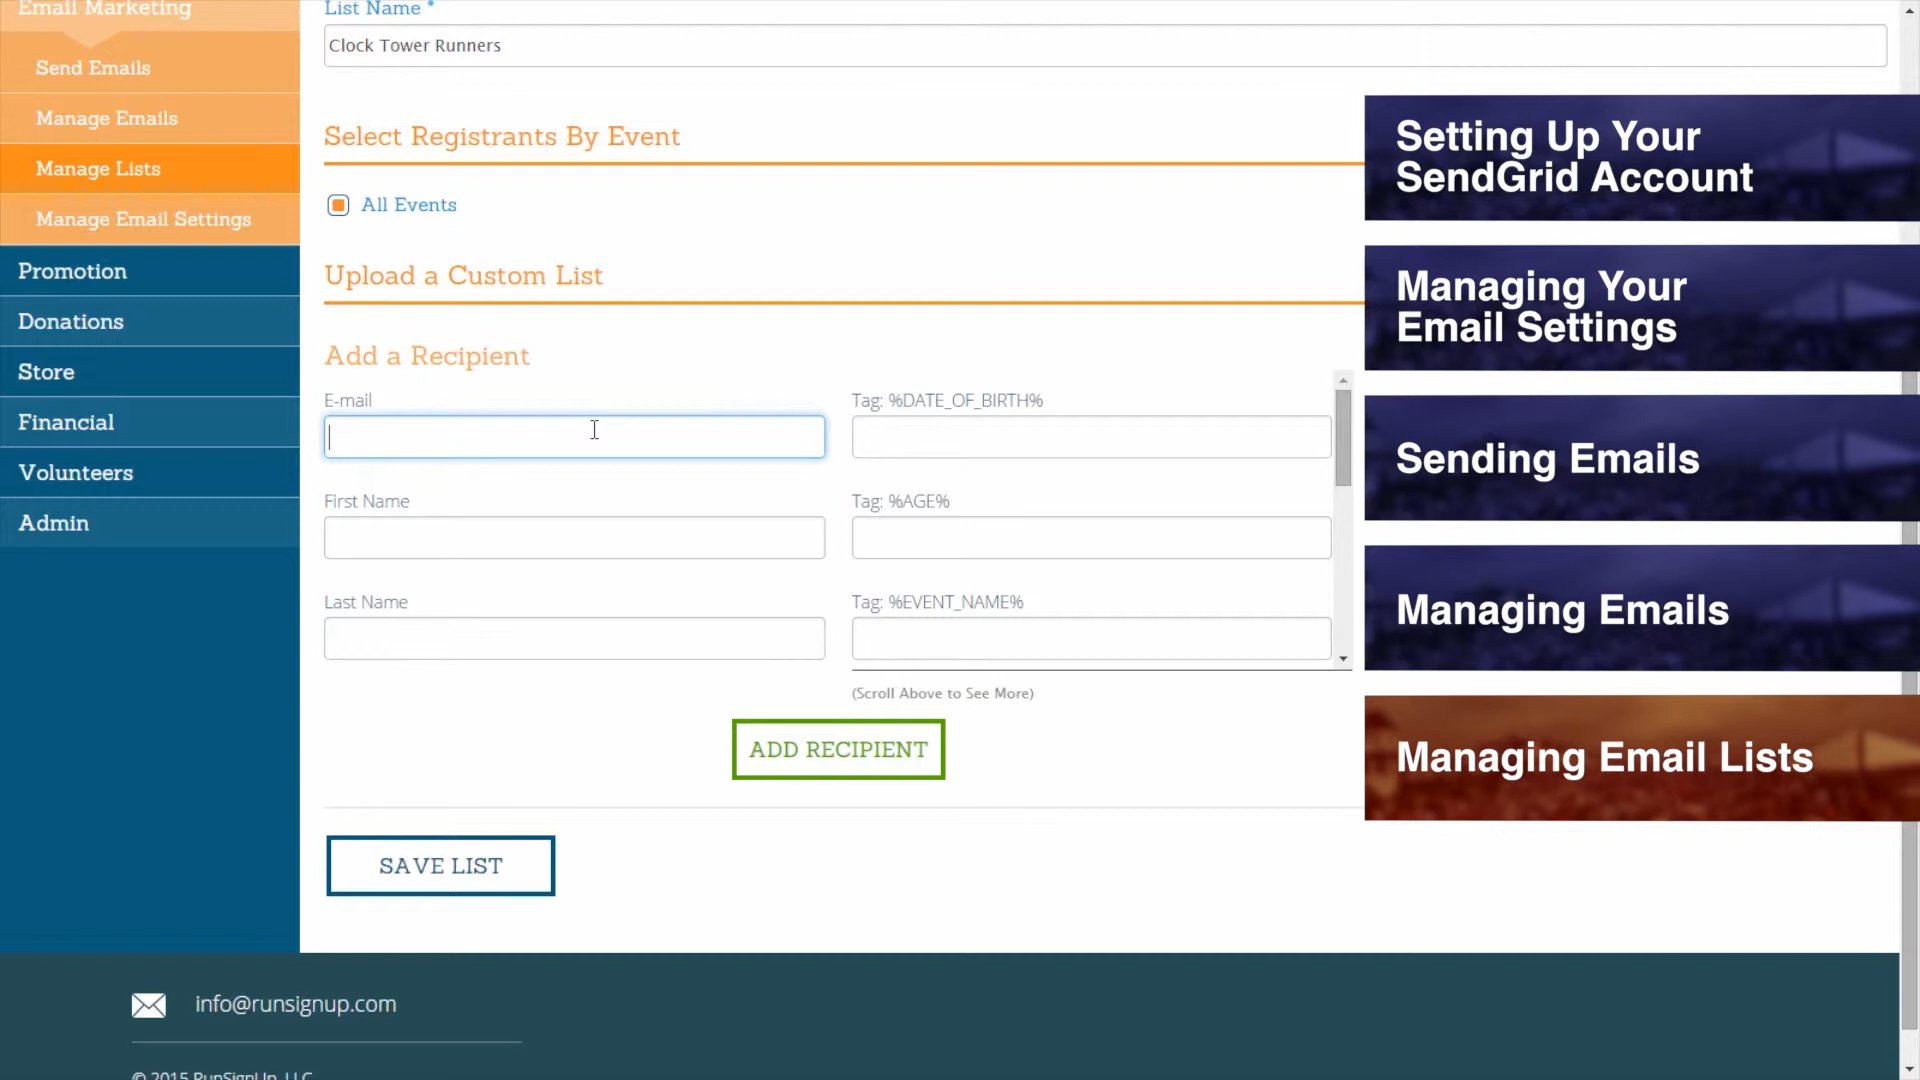 Email Marketing
Send Emails
Manage Emails
Manage Lists
Manage Email Settings
Promotion
Donations
Store
Financial
Volunteers
Admin
List Name *
Clock Tower Runners
Select Registrants By Event
All Events
Upload a Custom List
Add a Recipient
E-mail
Tag: %DATE_OF_BIRTH%
First Name
Tag: %AGE%
Last Name
Tag: %EVENT_NAME%
(Scroll Above to See More)
ADD RECIPIENT
SAVE LIST
Setting Up Your
SendGrid Account
Managing Your
Email Settings
Sending Emails
Managing Emails
Managing Email Lists
info@runsignup.com
© 2015 RunSignUp, LLC